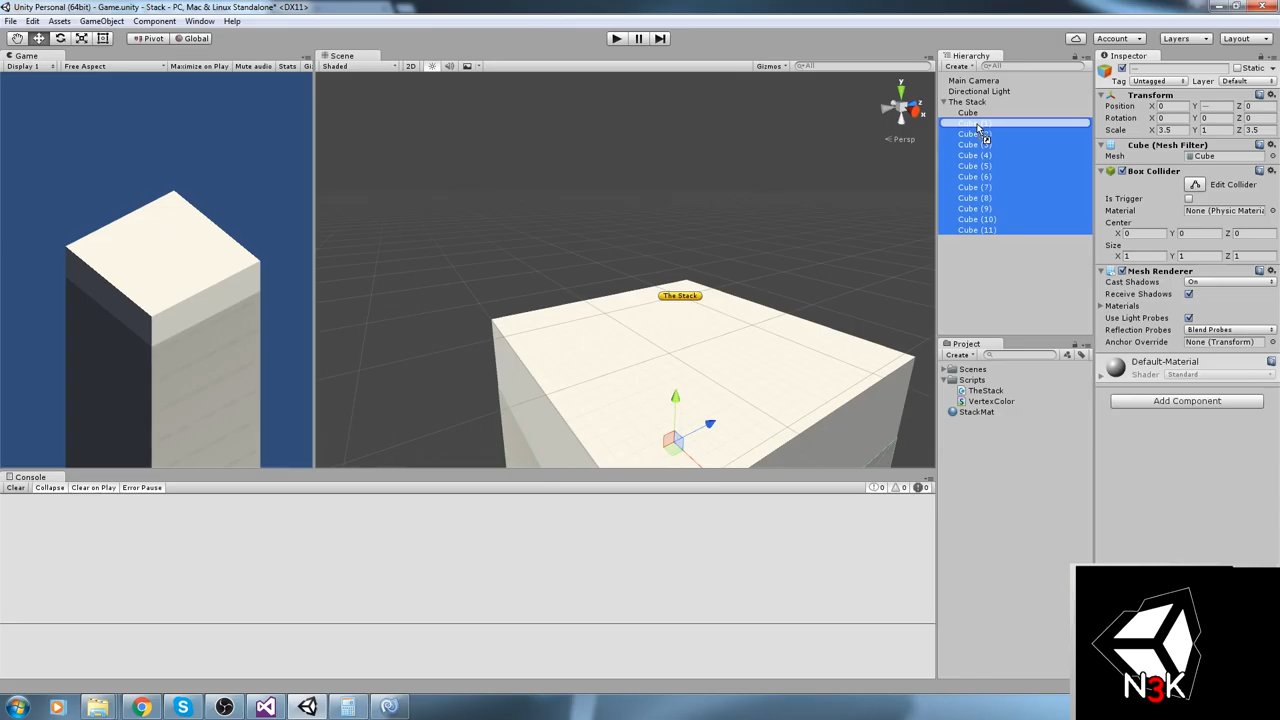 Unity Personal (64bit) - Game.unity - Stack - PC, Mac & Linux Standalone* <DX11>
File Edit Assets GameObject Component Window Help
Pivot Global Account Layers Layout
Game Scene Hierarchy Inspector
Display 1 Free Aspect Maximize on Play Mute audio Stats Shaded 2D Gizmos All Create All
Static
Tag Untagged Layer Default
Main Camera
Directional Light
The Stack
Cube
Cube (4)
Cube (5)
Cube (6)
Cube (7)
Cube (8)
Cube (9)
Cube (10)
Cube (11)
Transform
Position X 0 Y — Z 0
Rotation X 0 Y 0 Z 0
Scale X 3.5 Y 1 Z 3.5
Cube (Mesh Filter)
Mesh Cube
Box Collider
Edit Collider
Is Trigger
Material None (Physic Materia
Center
X 0 Y 0 Z 0
Size
X 1 Y 1 Z 1
Mesh Renderer
Cast Shadows On
Receive Shadows
Materials
Use Light Probes
Reflection Probes Blend Probes
Anchor Override None (Transform)
Default-Material
Shader Standard
Add Component
y
x
Persp
The Stack
Project
Create
Scenes
Scripts
TheStack
VertexColor
StackMat
Console
Clear Collapse Clear on Play Error Pause 0 0 0
N3K